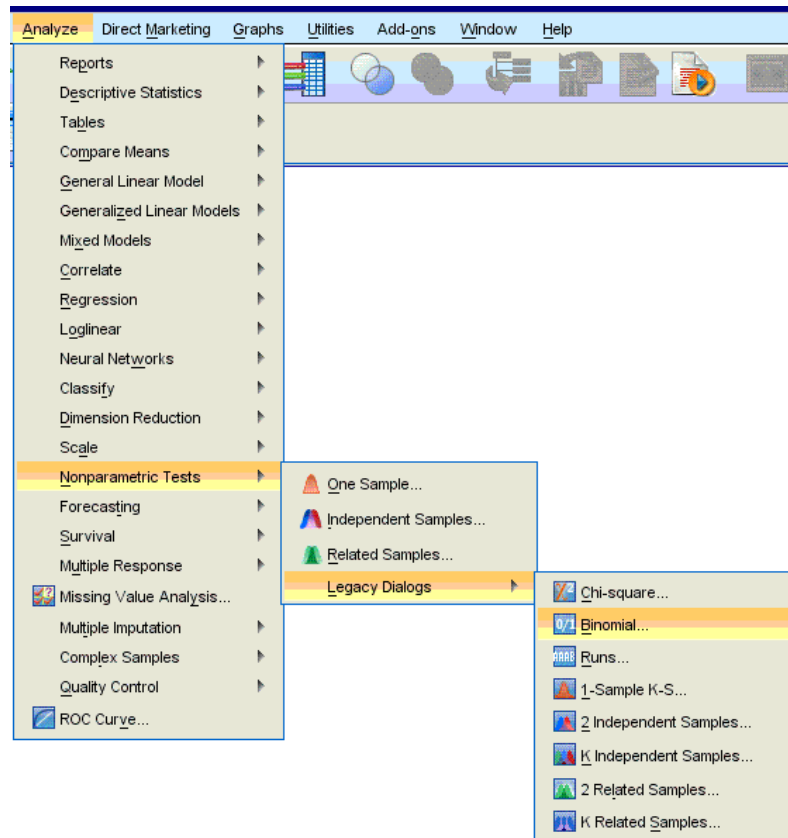 Analyze Direct Marketing Graphs Utilities Add-ons Window Help
Reports
Descriptive Statistics
Tables
Compare Means
General Linear Model
Generalized Linear Models
Mixed Models
Correlate
Regression
Loglinear
Neural Networks
Classify
Dimension Reduction
Scale
Nonparametric Tests
Forecasting
Survival
Multiple Response
Missing Value Analysis...
Multiple Imputation
Complex Samples
Quality Control
ROC Curve...
One Sample...
Independent Samples...
Related Samples...
Legacy Dialogs
Chi-square...
0/1 Binomial...
AAAB Runs...
1-Sample K-S...
2 Independent Samples...
K Independent Samples...
2 Related Samples...
K Related Samples...